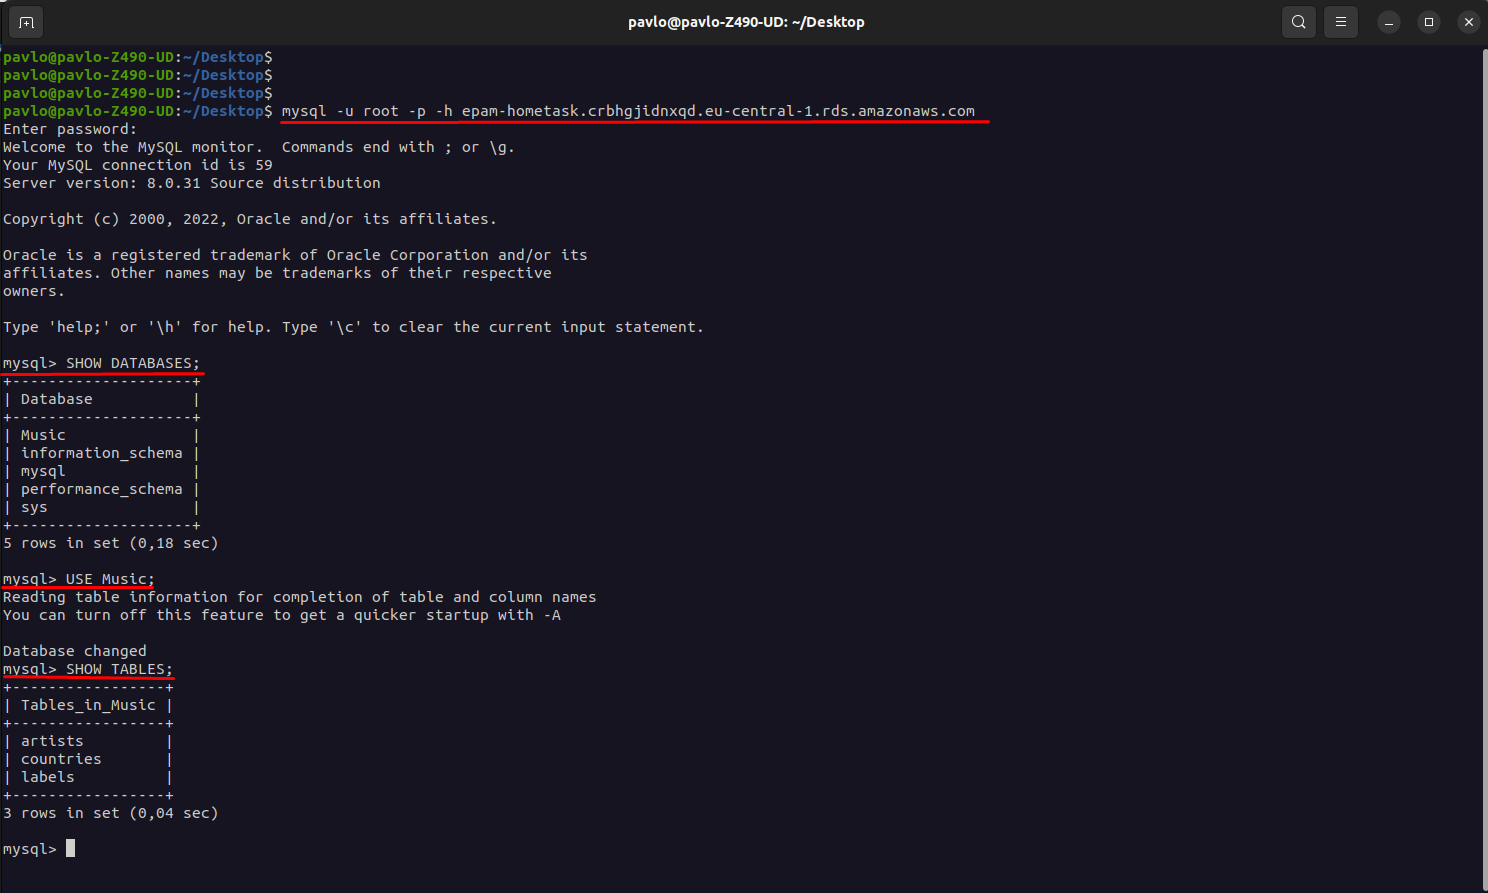 pavlo@pavlo-Z490-UD: ~/Desktop
pavlo@pavlo-Z490-UD:~/Desktop$
pavlo@pavlo-Z490-UD:~/Desktop$
pavlo@pavlo-Z490-UD:~/Desktop$
pavlo@pavlo-Z490-UD:~/Desktop$ mysql -u root -p -h epam-hometask.crbhgjidnxqd.eu-central-1.rds.amazonaws.com
Enter password:
Welcome to the MySQL monitor.  Commands end with ; or \g.
Your MySQL connection id is 59
Server version: 8.0.31 Source distribution

Copyright (c) 2000, 2022, Oracle and/or its affiliates.

Oracle is a registered trademark of Oracle Corporation and/or its
affiliates. Other names may be trademarks of their respective
owners.

Type 'help;' or '\h' for help. Type '\c' to clear the current input statement.

mysql> SHOW DATABASES;
+--------------------+
| Database           |
+--------------------+
| Music              |
| information_schema |
| mysql              |
| performance_schema |
| sys                |
+--------------------+
5 rows in set (0,18 sec)

mysql> USE Music;
Reading table information for completion of table and column names
You can turn off this feature to get a quicker startup with -A

Database changed
mysql> SHOW TABLES;
+-----------------+
| Tables_in_Music |
+-----------------+
| artists         |
| countries       |
| labels          |
+-----------------+
3 rows in set (0,04 sec)

mysql>